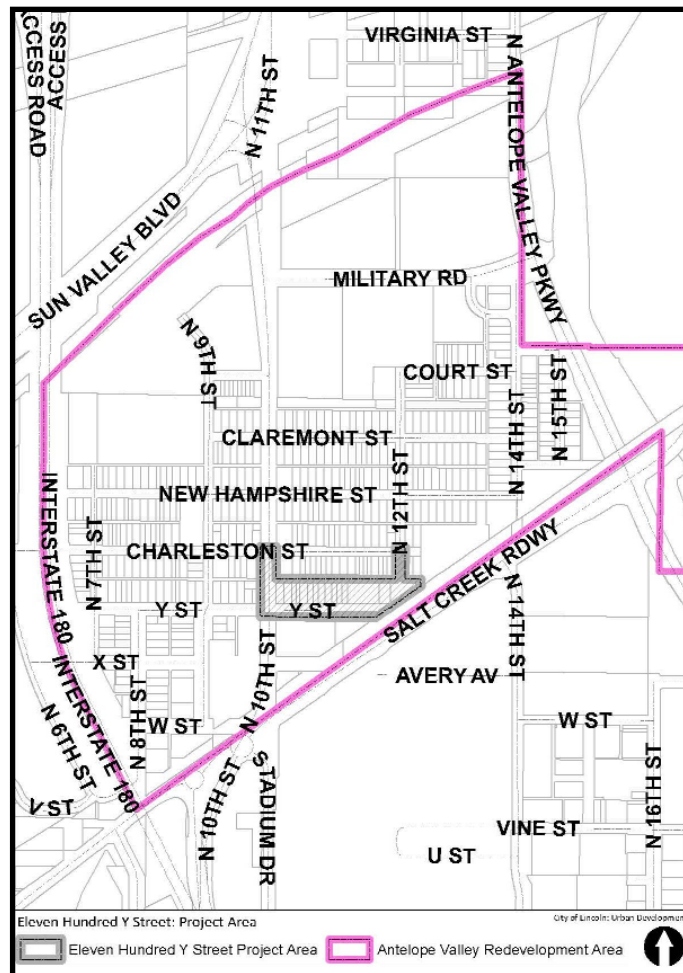 VIRGINIA ST
ACCESS ROAD
ACCESS
N 11TH ST
N ANTELOPE VALLEY PKWY
SUN VALLEY BLVD
MILITARY RD
N 9TH ST
COURT ST
N 15TH ST
CLAREMONT ST
N 14TH ST
NEW HAMPSHIRE ST
N 12TH ST
INTERSTATE 180
N 7TH ST
CHARLESTON ST
SALT CREEK RDWY
Y ST
Y ST
N 14TH ST
X ST
AVERY AV
INTERSTATE 180
N 8TH ST
N 10TH ST
N 6TH ST
W ST
W ST
V ST
N 10TH ST
STADIUM DR
N 16TH ST
VINE ST
U ST
Eleven Hundred Y Street: Project Area
City of Lincoln: Urban Development
Eleven Hundred Y Street Project Area
Antelope Valley Redevelopment Area